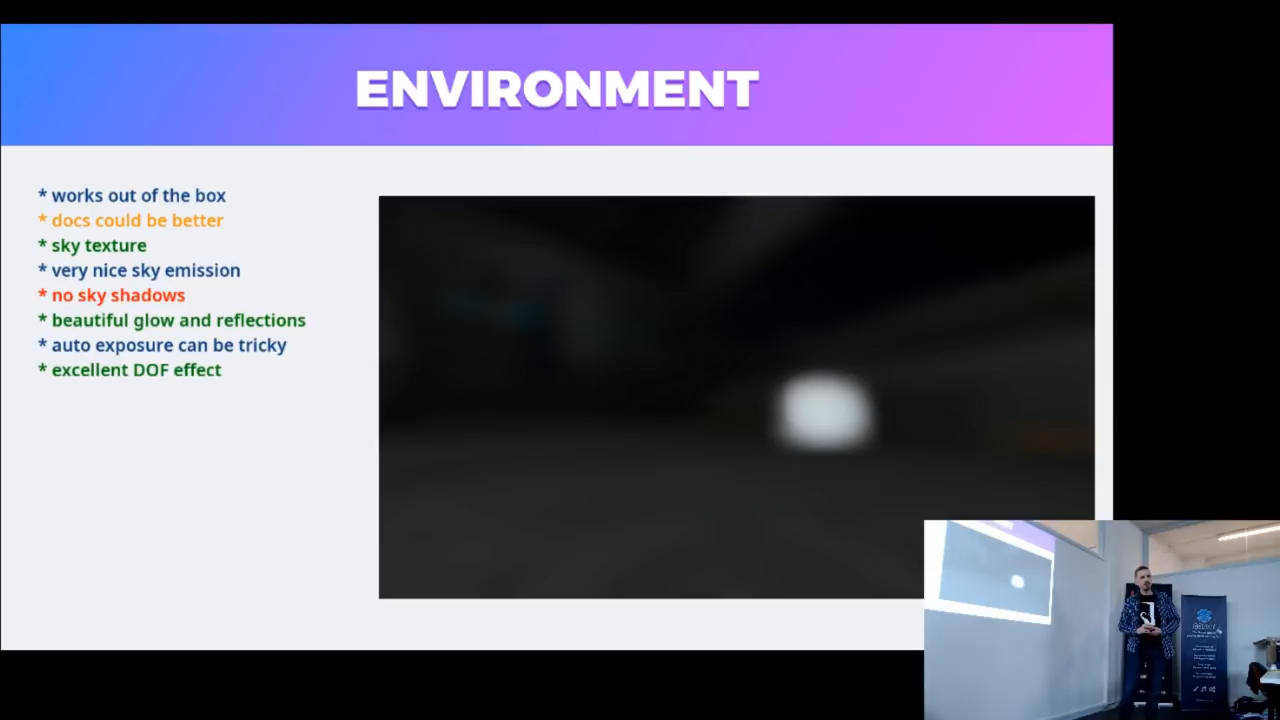 ENVIRONMENT
* works out of the box
* docs could be better
* sky texture
* very nice sky emission
* no sky shadows
* beautiful glow and reflections
* auto exposure can be tricky
* excellent DOF effect